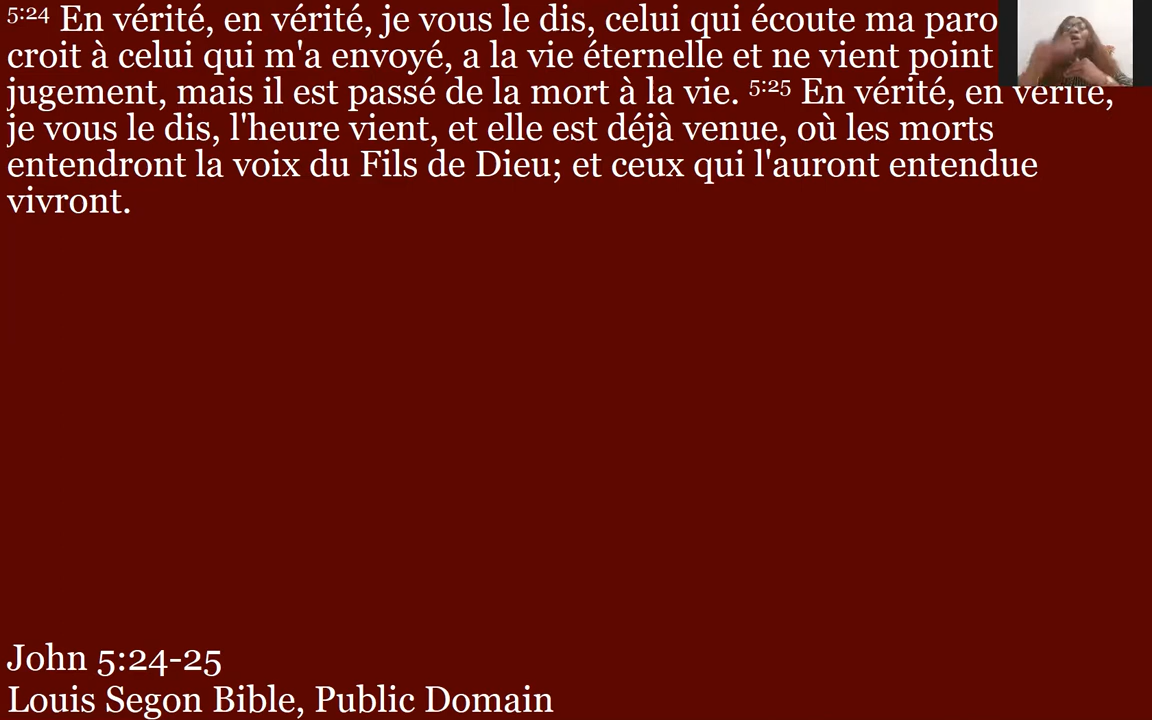 5:24 En vérité, en vérité, je vous le dis, celui qui écoute ma
croit à celui qui m'a envoyé, a la vie éternelle et ne vient point
jugement, mais il est passé de la mort à la vie. 5:25 En vérité, en vérité,
je vous le dis, l'heure vient, et elle est déjà venue, où les morts
entendront la voix du Fils de Dieu; et ceux qui l'auront entendue
vivront.
John 5:24-25
Louis Segon Bible, Public Domain